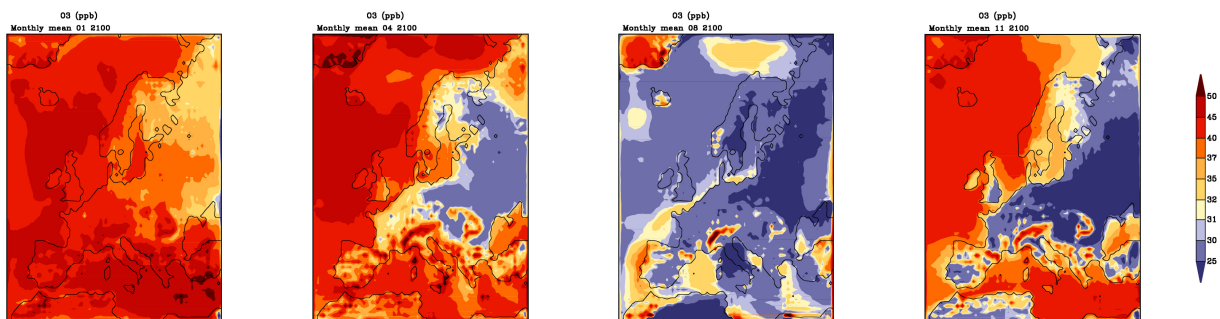 O3 (ppb)
Monthly mean 01 2100
O3 (ppb)
Monthly mean 04 2100
O3 (ppb)
Monthly mean 08 2100
O3 (ppb)
Monthly mean 11 2100
50
45
40
37
35
32
31
30
25